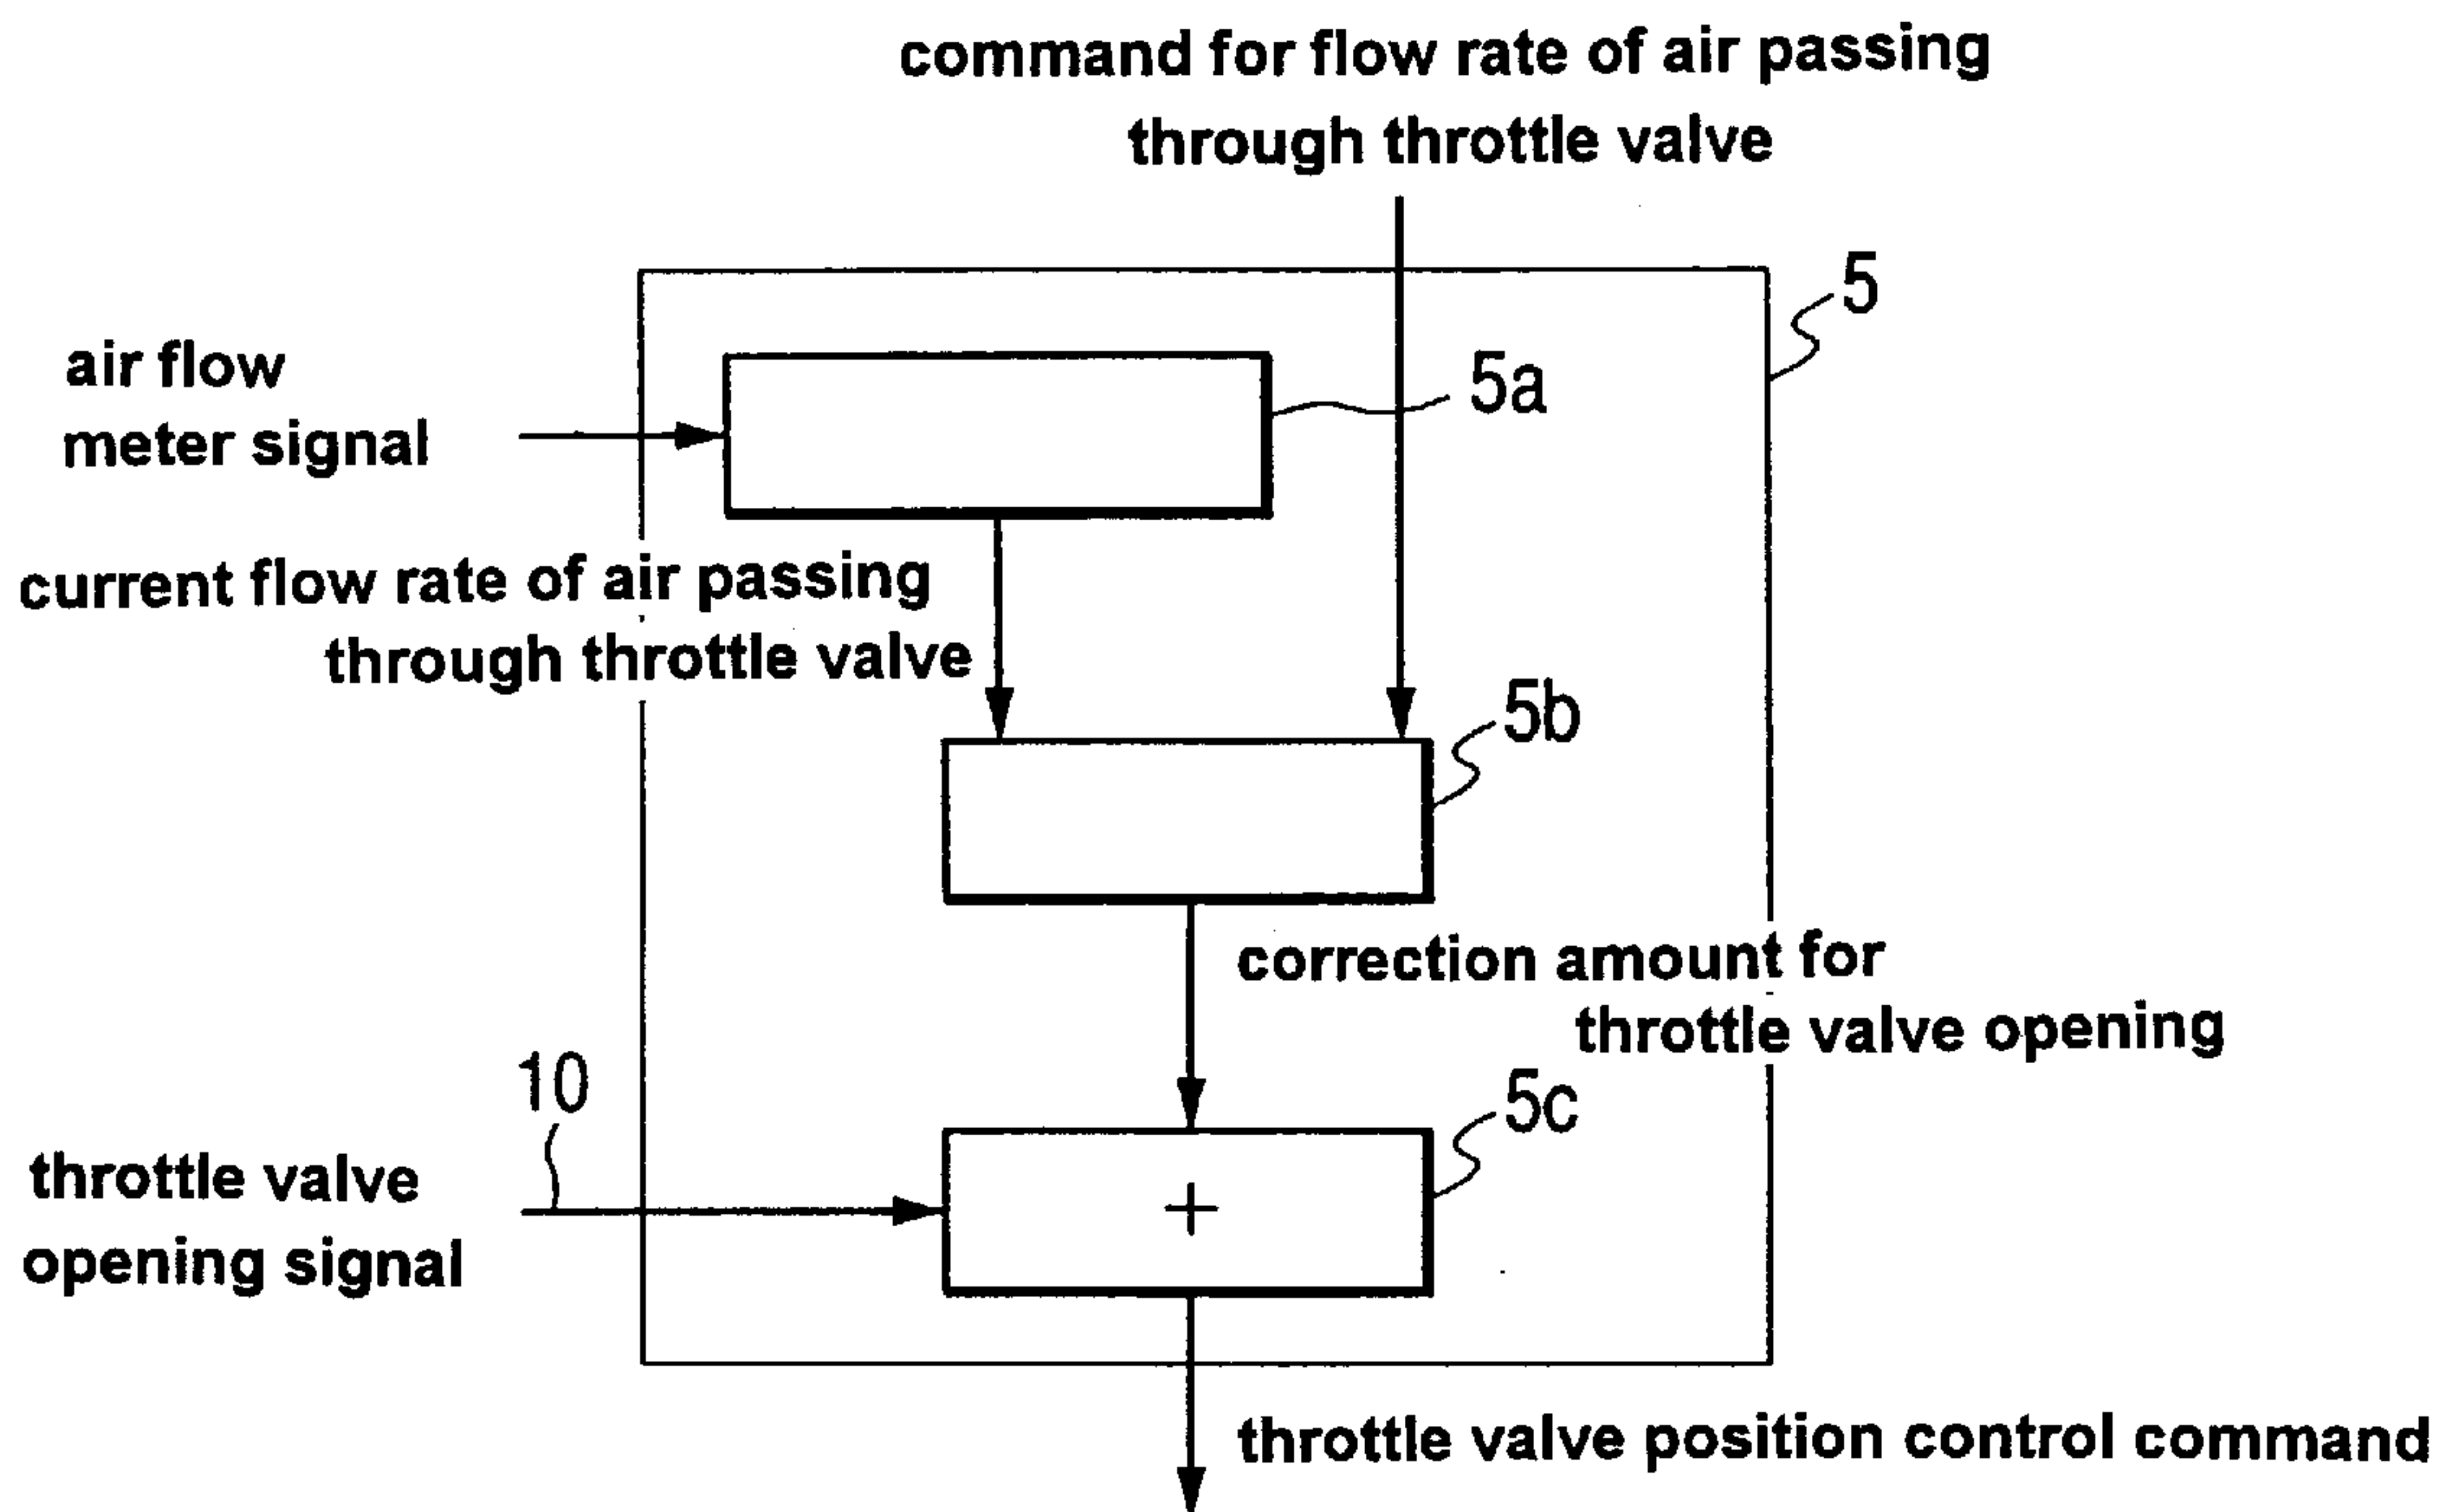 command for flow rate of air passing
through throttle valve
5
air flow
meter signal
5a
current flow rate of air passing
through throttle valve
5b
correction amount for
throttle valve opening
10
5c
throttle valve
opening signal
+
throttle valve position control command